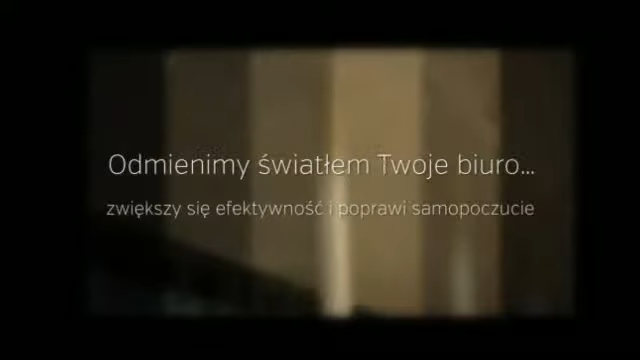 Odmienimy światłem Twoje biuro...
zwiększy się efektywność i poprawi samopoczucie